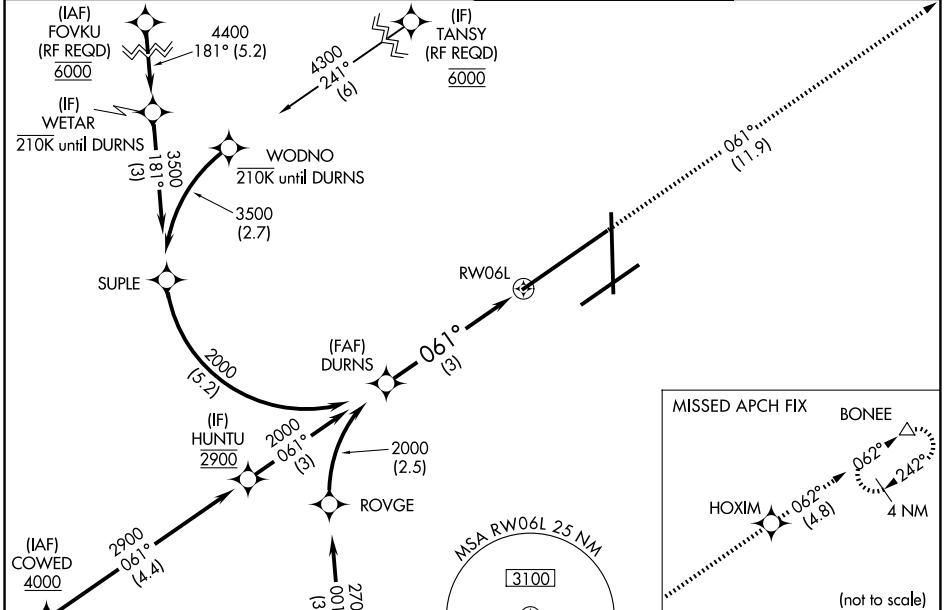 (IAF)
FOVKU
(RF REQD)
6000
4400
181° (5.2)
(IF)
TANSY
(RF REQD)
6000
4300
241°
(6)
(IF)
WETAR
210K until DURNS
3500
181°
(3)
WODNO
210K until DURNS
3500
(2.7)
061°
(11.9)
SUPLE
RW06L
2000
(5.2)
(FAF)
DURNS
061°
(3)
(IF)
HUNTU
2900
2000
061°
(3)
2000
(2.5)
ROVGE
(IAF)
COWED
4000
2900
061°
(4.4)
MSA RW06L 25 NM
3100
MISSED APCH FIX
BONEE
062°
242°
4 NM
HOXIM
062°
(4.8)
(not to scale)